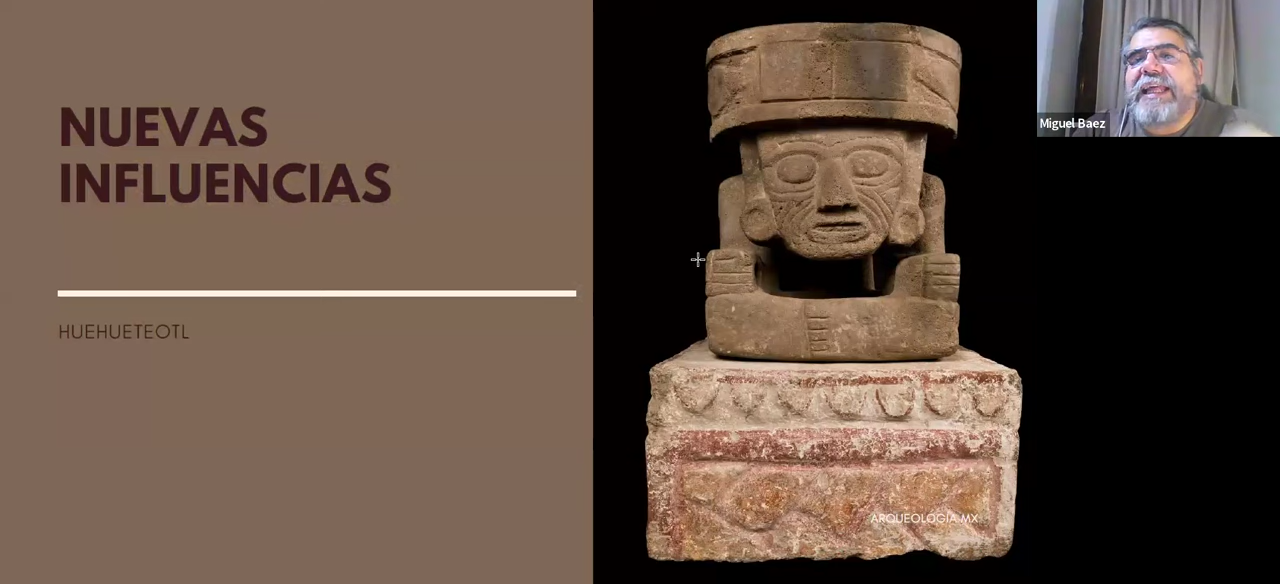 NUEVAS
INFLUENCIAS
HUEHUETEOTL
ARQUEOLOGÍA MX
Miguel Baez